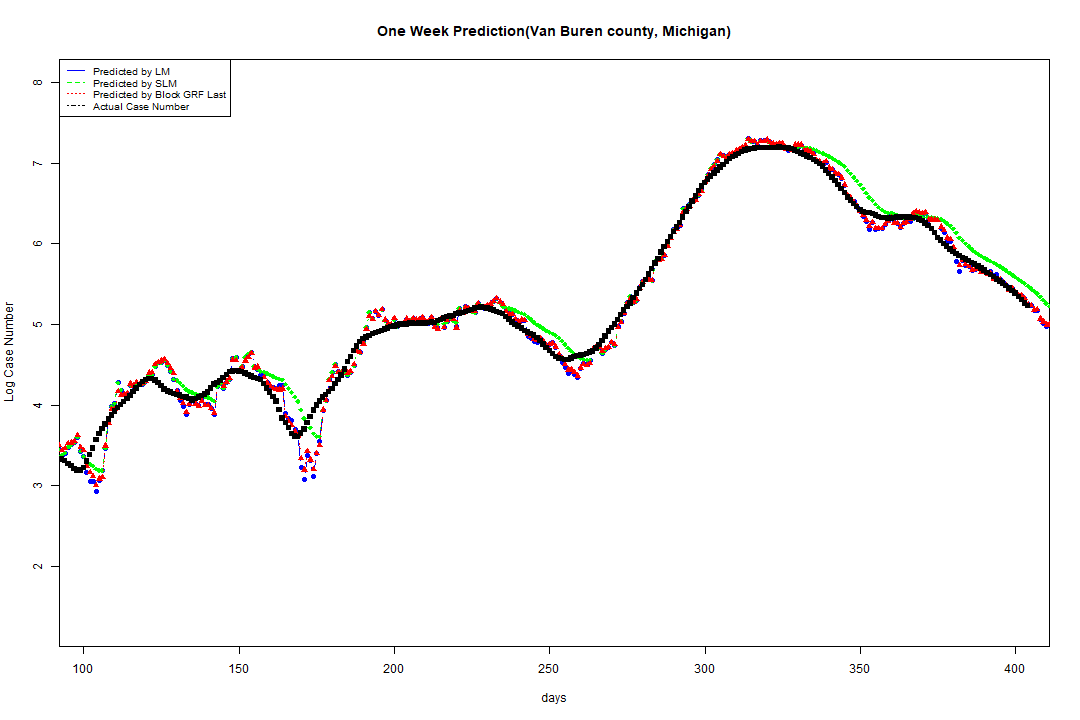 One Week Prediction(Van Buren county, Michigan)
Predicted by LM
Predicted by SLM
Predicted by Block GRF Last
Actual Case Number
8
7
6
5
4
3
2
Log Case Number
100 150 200 250 300 350 400
days